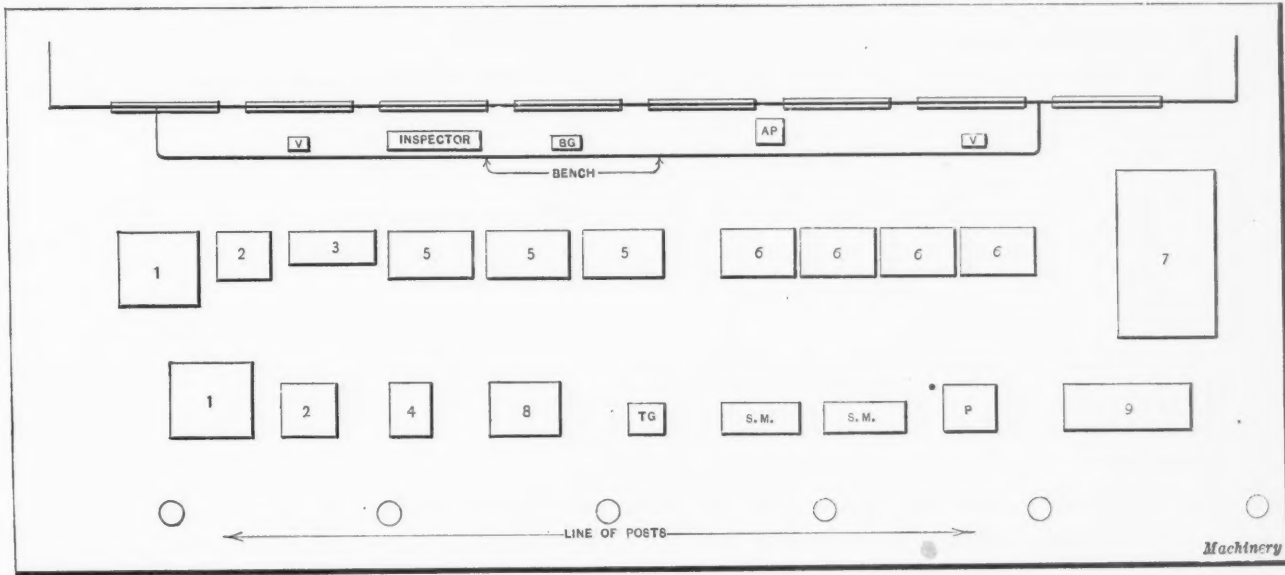 V INSPECTOR BG AP V
BENCH
1 2 3 5 5 5 6 6 6 6 7
1 2 4 8 TG S.M. S.M. P 9
LINE OF POSTS
Machinery